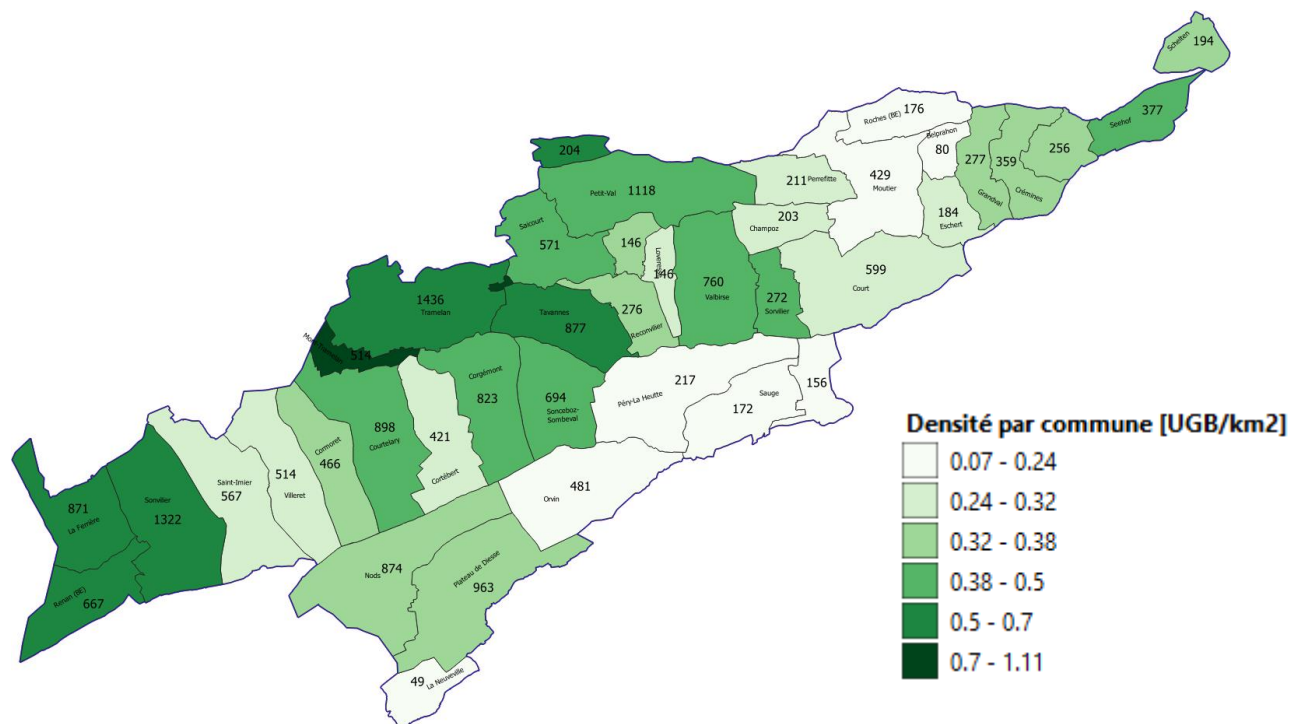 Schelten
194
Seehof
377
Roches (BE) 176
Belprahon
80
277
359
256
Grandval
Crémines
204
Petit-Val 1118
211 Perrefitte
429
Moutier
203
Champoz
184
Eschert
Saicourt
571
146
Loveresse
146
760
Valbirse
272
Sorvilier
599
Court
1436
Tramelan
Tavannes
877
276
Reconvilier
514
Corgémont
823
694
Sonceboz-
Sombeval
217
Péry-La Heutte
Sauge
172
156
898
Courtelary
421
Cortébert
Cormoret
466
514
Villeret
Saint-Imier
567
Sonvilier
1322
871
La Ferrière
Renan (BE)
667
481
Orvin
Nods 874
Plateau de Diesse
963
49 La Neuveville
Densité par commune [UGB/km2]
0.07 - 0.24
0.24 - 0.32
0.32 - 0.38
0.38 - 0.5
0.5 - 0.7
0.7 - 1.11